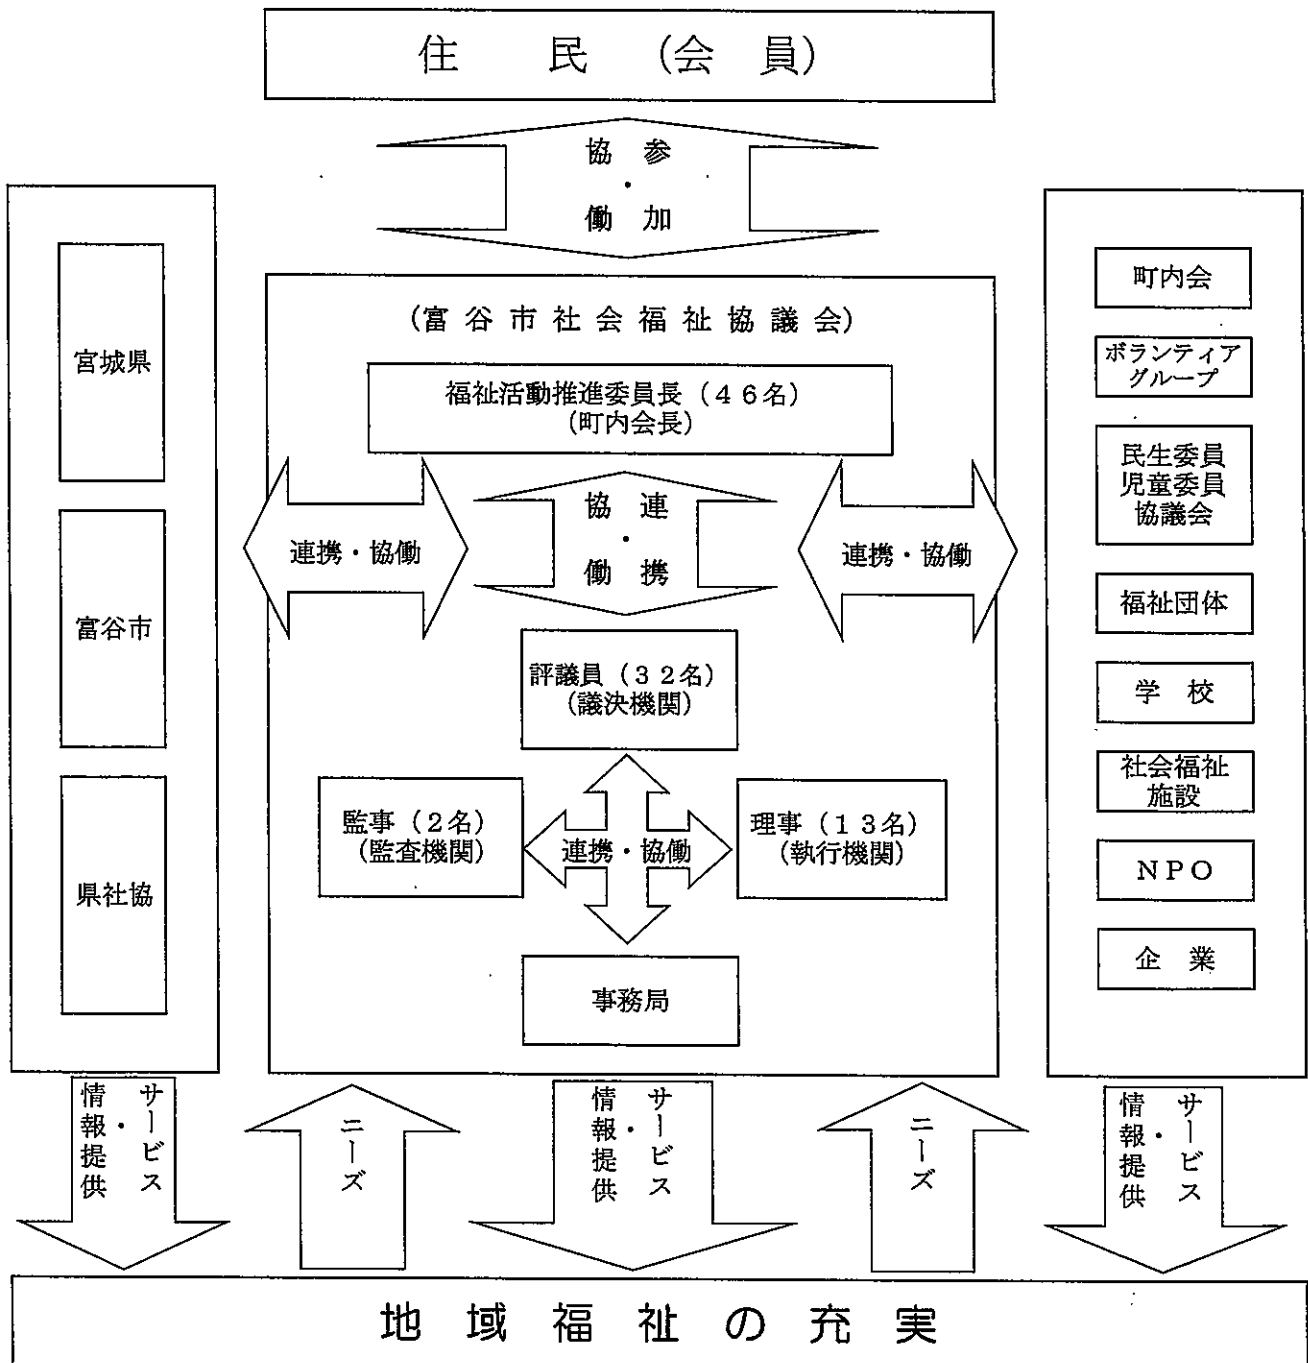 住民（会員）
参加・
協働
宮城県
富谷市
県社協
（富谷市社会福祉協議会）
福祉活動推進委員長（４６名）
（町内会長）
連携・協働
連携・
協働
連携・協働
評議員（３２名）
（議決機関）
監事（２名）
（監査機関）
連携・協働
理事（１３名）
（執行機関）
事務局
町内会
ボランティア
グループ
民生委員
児童委員
協議会
福祉団体
学校
社会福祉
施設
ＮＰＯ
企業
サービス・
情報提供
ニーズ
サービス・
情報提供
ニーズ
サービス・
情報提供
地域福祉の充実